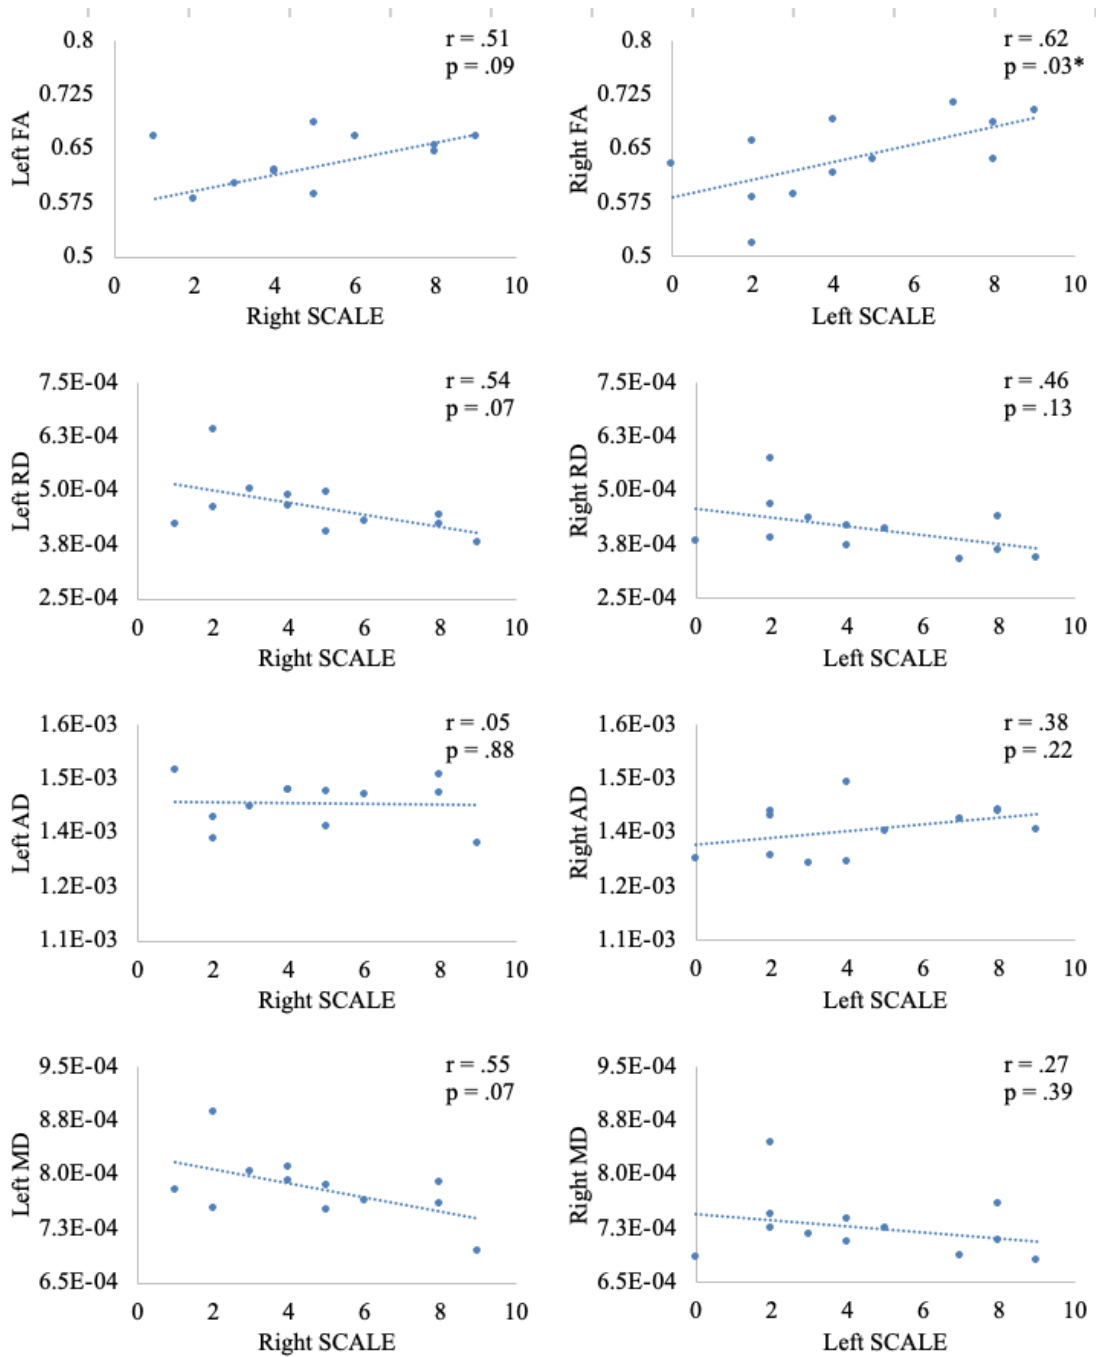 r = .51
p = .09
0.8
0.725
0.65
0.575
0.5
Left FA
0 2 4 6 8 10
Right SCALE
r = .62
p = .03*
0.8
0.725
0.65
0.575
0.5
Right FA
0 2 4 6 8 10
Left SCALE
r = .54
p = .07
7.5E-04
6.3E-04
5.0E-04
3.8E-04
2.5E-04
Left RD
0 2 4 6 8 10
Right SCALE
r = .46
p = .13
7.5E-04
6.3E-04
5.0E-04
3.8E-04
2.5E-04
Right RD
0 2 4 6 8 10
Left SCALE
r = .05
p = .88
1.6E-03
1.5E-03
1.4E-03
1.2E-03
1.1E-03
Left AD
0 2 4 6 8 10
Right SCALE
r = .38
p = .22
1.6E-03
1.5E-03
1.4E-03
1.2E-03
1.1E-03
Right AD
0 2 4 6 8 10
Left SCALE
r = .55
p = .07
9.5E-04
8.8E-04
8.0E-04
7.3E-04
6.5E-04
Left MD
0 2 4 6 8 10
Right SCALE
r = .27
p = .39
9.5E-04
8.8E-04
8.0E-04
7.3E-04
6.5E-04
Right MD
0 2 4 6 8 10
Left SCALE